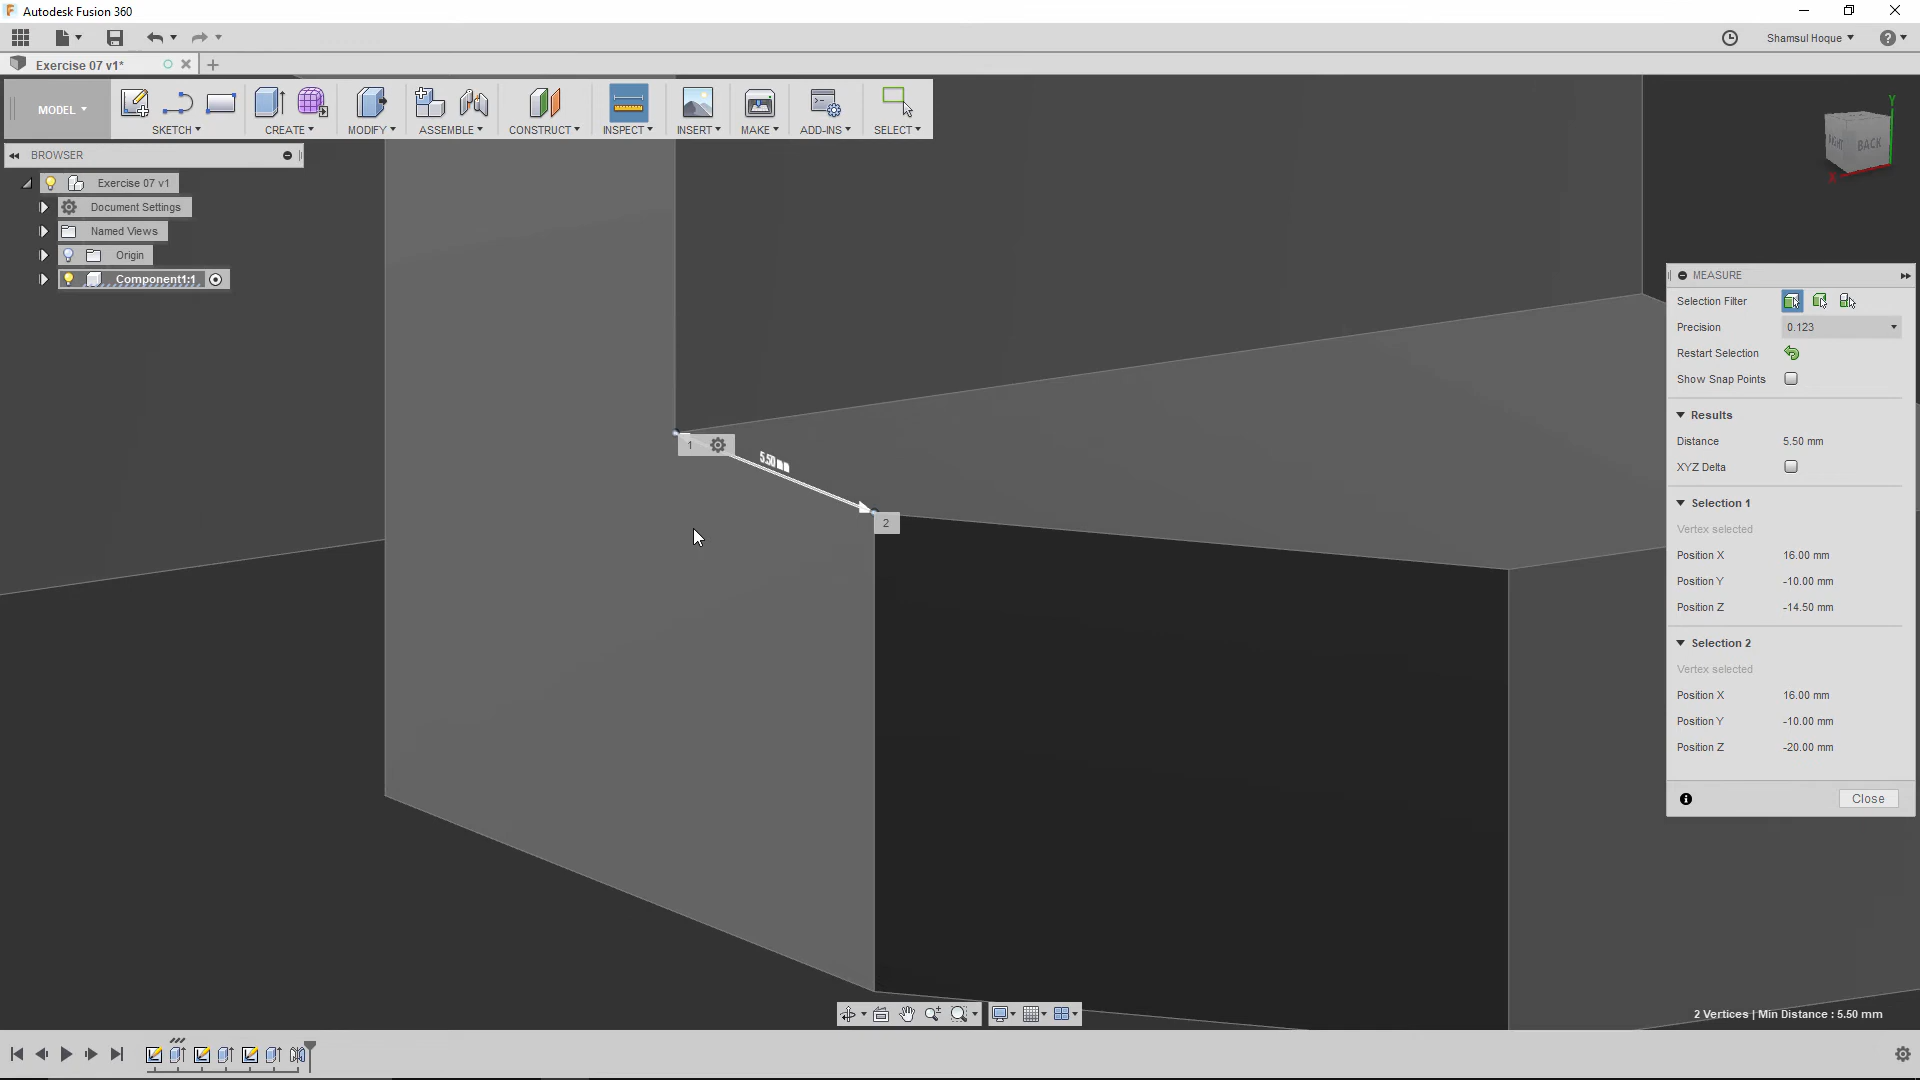 Autodesk Fusion 360
Shamsul Hoque
Exercise 07 v1*
MODEL
SKETCH
CREATE
MODIFY
ASSEMBLE
CONSTRUCT
INSPECT
INSERT
MAKE
ADD-INS
SELECT
Y
RIGHT
BACK
X
BROWSER
Exercise 07 v1
Document Settings
Named Views
Origin
Component1:1
1
5.50 mm
2
MEASURE
Selection Filter
Precision 0.123
Restart Selection
Show Snap Points
Results
Distance 5.50 mm
XYZ Delta
Selection 1
Vertex selected
Position X 16.00 mm
Position Y -10.00 mm
Position Z -14.50 mm
Selection 2
Vertex selected
Position X 16.00 mm
Position Y -10.00 mm
Position Z -20.00 mm
Close
2 Vertices | Min Distance : 5.50 mm